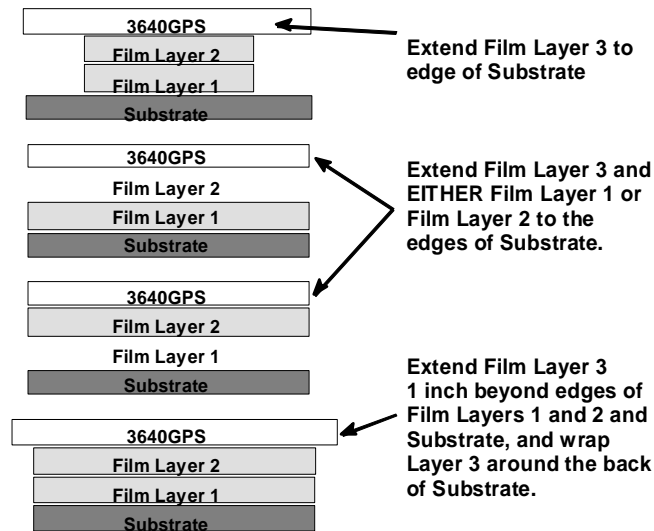 3640GPS
Film Layer 2
Film Layer 1
Substrate
Extend Film Layer 3 to
edge of Substrate
3640GPS
Film Layer 2
Film Layer 1
Substrate
Extend Film Layer 3 and
EITHER Film Layer 1 or
Film Layer 2 to the
edges of Substrate.
3640GPS
Film Layer 2
Film Layer 1
Substrate
3640GPS
Film Layer 2
Film Layer 1
Substrate
Extend Film Layer 3
1 inch beyond edges of
Film Layers 1 and 2 and
Substrate, and wrap
Layer 3 around the back
of Substrate.